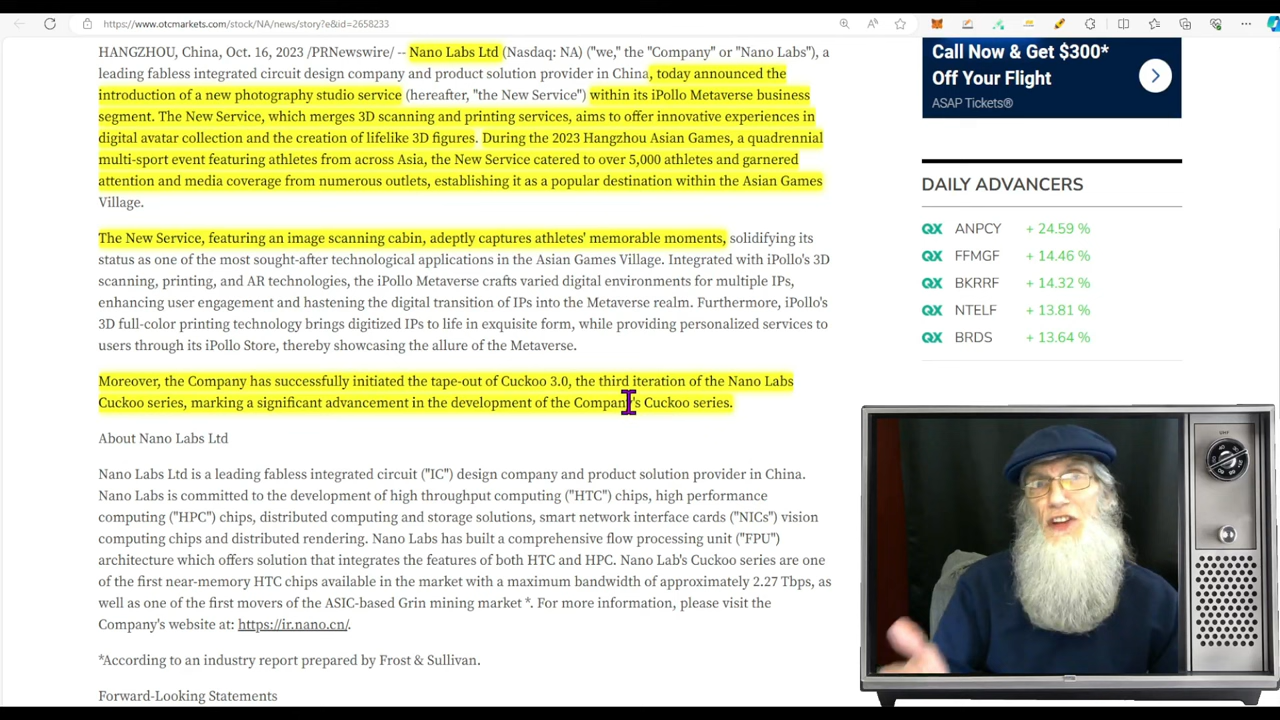 https://www.otcmarkets.com/stock/NA/news/story?e&id=2658233
HANGZHOU, China, Oct. 16, 2023 /PRNewswire/ -- Nano Labs Ltd (Nasdaq: NA) ("we," the "Company" or "Nano Labs"), a
leading fabless integrated circuit design company and product solution provider in China, today announced the
introduction of a new photography studio service (hereafter, "the New Service") within its iPollo Metaverse business
segment. The New Service, which merges 3D scanning and printing services, aims to offer innovative experiences in
digital avatar collection and the creation of lifelike 3D figures. During the 2023 Hangzhou Asian Games, a quadrennial
multi-sport event featuring athletes from across Asia, the New Service catered to over 5,000 athletes and garnered
attention and media coverage from numerous outlets, establishing it as a popular destination within the Asian Games
Village.
The New Service, featuring an image scanning cabin, adeptly captures athletes' memorable moments, solidifying its
status as one of the most sought-after technological applications in the Asian Games Village. Integrated with iPollo's 3D
scanning, printing, and AR technologies, the iPollo Metaverse crafts varied digital environments for multiple IPs,
enhancing user engagement and hastening the digital transition of IPs into the Metaverse realm. Furthermore, iPollo's
3D full-color printing technology brings digitized IPs to life in exquisite form, while providing personalized services to
users through its iPollo Store, thereby showcasing the allure of the Metaverse.
Moreover, the Company has successfully initiated the tape-out of Cuckoo 3.0, the third iteration of the Nano Labs
Cuckoo series, marking a significant advancement in the development of the Company's Cuckoo series.
About Nano Labs Ltd
Nano Labs Ltd is a leading fabless integrated circuit ("IC") design company and product solution provider in China.
Nano Labs is committed to the development of high throughput computing ("HTC") chips, high performance
computing ("HPC") chips, distributed computing and storage solutions, smart network interface cards ("NICs") vision
computing chips and distributed rendering. Nano Labs has built a comprehensive flow processing unit ("FPU")
architecture which offers solution that integrates the features of both HTC and HPC. Nano Lab's Cuckoo series are one
of the first near-memory HTC chips available in the market with a maximum bandwidth of approximately 2.27 Tbps, as
well as one of the first movers of the ASIC-based Grin mining market *. For more information, please visit the
Company's website at: https://ir.nano.cn/.
*According to an industry report prepared by Frost & Sullivan.
Forward-Looking Statements
Call Now & Get $300*
Off Your Flight
ASAP Tickets®
DAILY ADVANCERS
QX ANPCY + 24.59 %
QX FFMGF + 14.46 %
QX BKRRF + 14.32 %
QX NTELF + 13.81 %
QX BRDS + 13.64 %